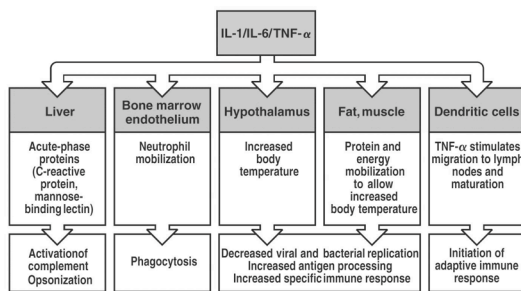 IL-1/IL-6/TNF-α
Liver
Bone marrow
endothelium
Hypothalamus
Fat, muscle
Dendritic cells
Acute-phase
proteins
(C-reactive
protein,
mannose-
binding lectin)
Neutrophil
mobilization
Increased
body
temperature
Protein and
energy
mobilization
to allow
increased
body temperature
TNF-α stimulates
migration to lymph
nodes and
maturation
Activationof
complement
Opsonization
Phagocytosis
Decreased viral and bacterial replication
Increased antigen processing
Increased specific immune response
Initiation of
adaptive immune
response